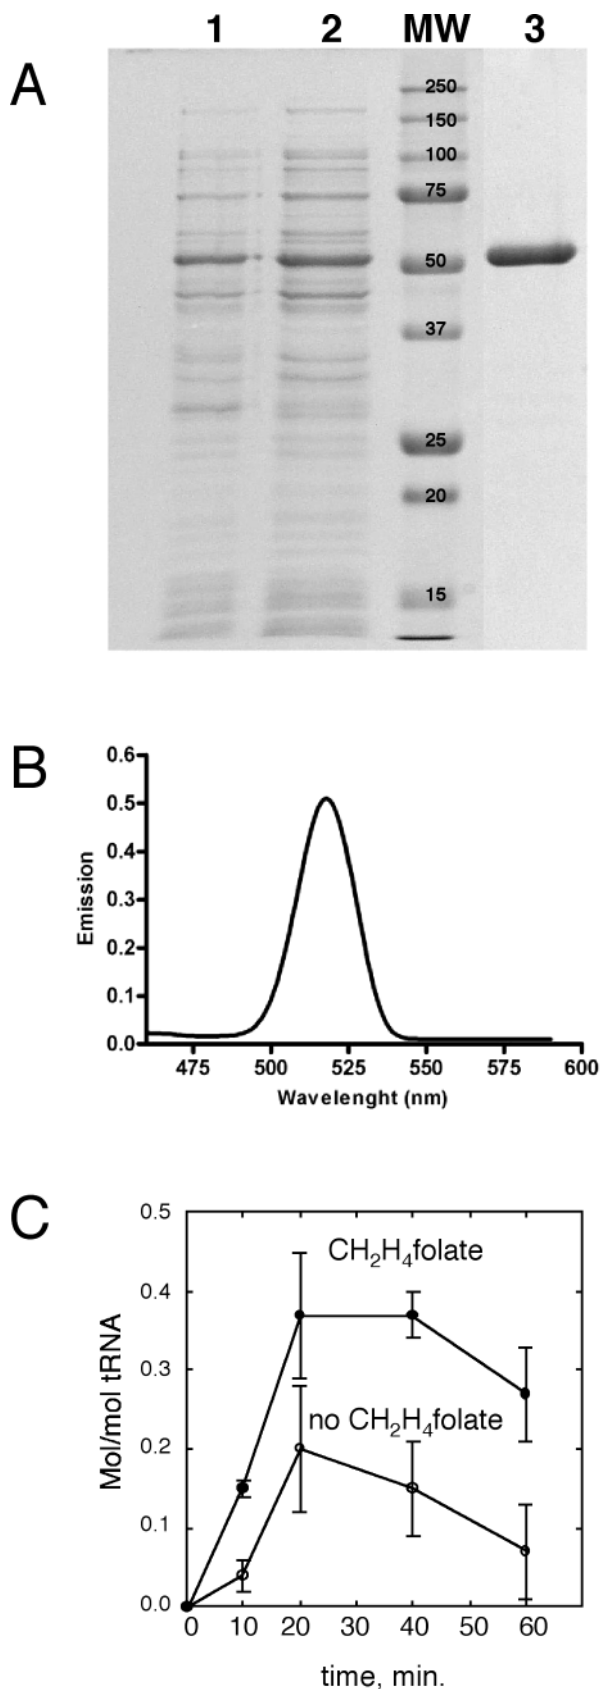 1 2 MW 3
A
250
150
100
75
50
37
25
20
15
B
0.6
0.5
0.4
0.3
0.2
0.1
0.0
Emission
475 500 525 550 575 600
Wavelenght (nm)
C
0.5
0.4
0.3
0.2
0.1
0.0
Mol/mol tRNA
CH₂H₄folate
no CH₂H₄folate
0 10 20 30 40 50 60
time, min.